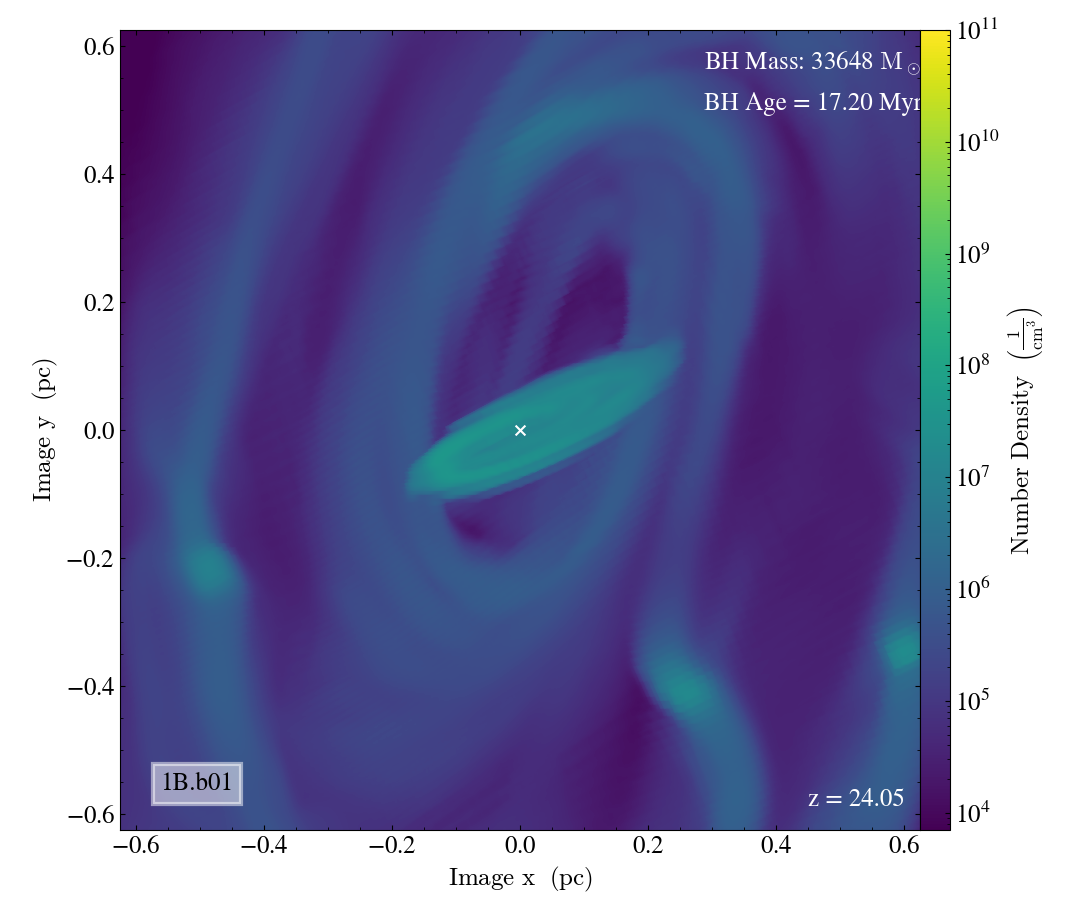 BH Mass: 33648 M⊙
BH Age = 17.20 Myr
1B.b01
z = 24.05
0.6
0.4
0.2
0.0
−0.2
−0.4
−0.6
Image y (pc)
−0.6 −0.4 −0.2 0.0 0.2 0.4 0.6
Image x (pc)
10¹¹
10¹⁰
10⁹
10⁸
10⁷
10⁶
10⁵
10⁴
Number Density (1/cm³)